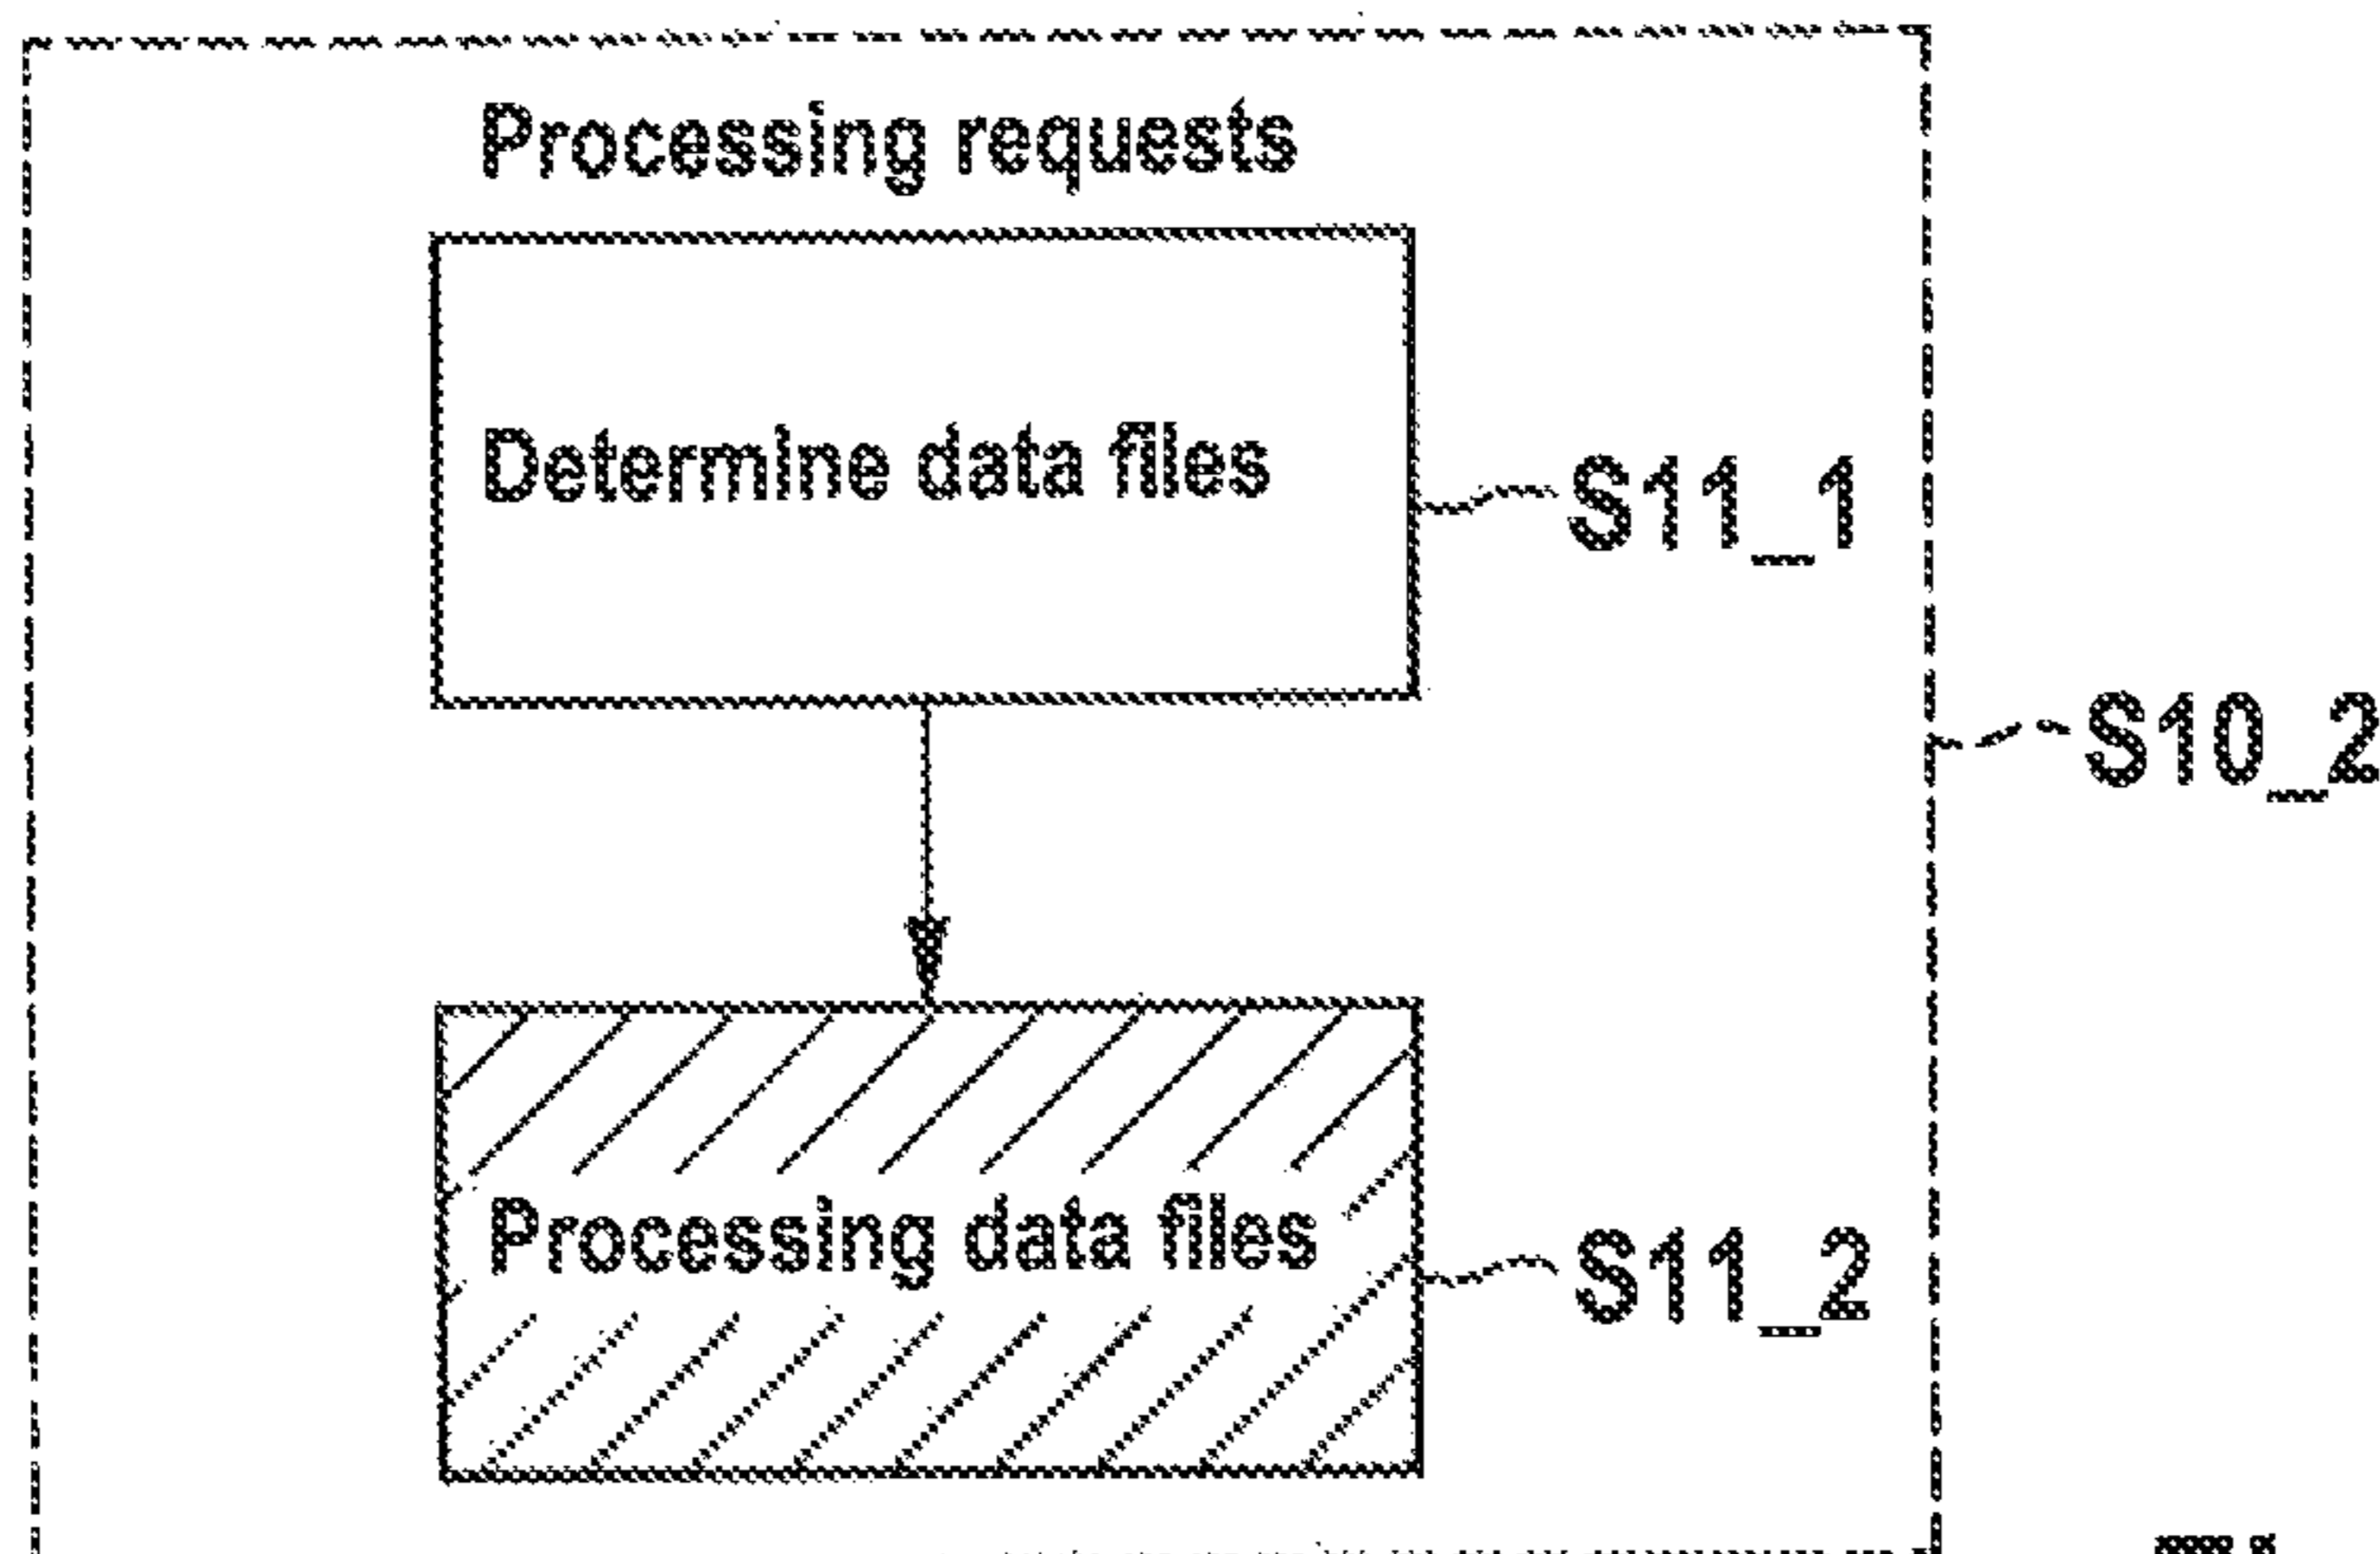 Processing requests
Determine data files
S11_1
S10_2
Processing data files
S11_2